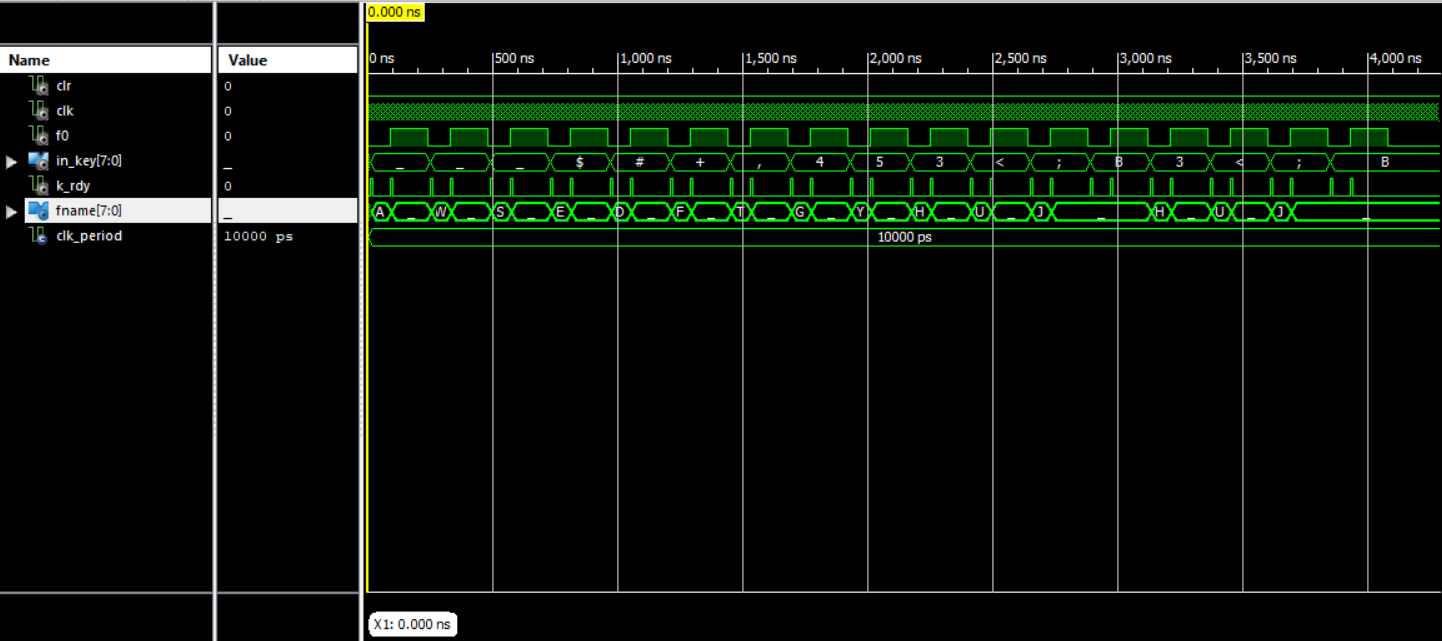 0.000 ns
Name Value 0 ns 500 ns 1,000 ns 1,500 ns 2,000 ns 2,500 ns 3,000 ns 3,500 ns 4,000 ns
clr 0
clk 0
f0 0
in_key[7:0] _ _ _ _ $ # + , 4 5 3 < ; B 3 < ; B
k_rdy 0
fname[7:0] _ A _ W _ S _ E _ D _ F _ T _ G _ Y _ H _ U _ J _ H _ U _ J _
clk_period 10000 ps 10000 ps
X1: 0.000 ns